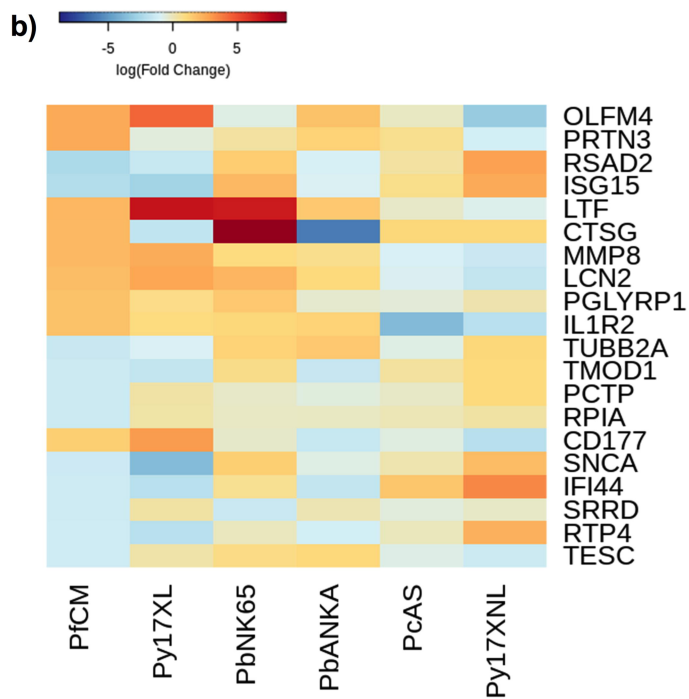 b)
-5 0 5
log(Fold Change)
OLFM4
PRTN3
RSAD2
ISG15
LTF
CTSG
MMP8
LCN2
PGLYRP1
IL1R2
TUBB2A
TMOD1
PCTP
RPIA
CD177
SNCA
IFI44
SRRD
RTP4
TESC
PfCM
Py17XL
PbNK65
PbANKA
PcAS
Py17XNL